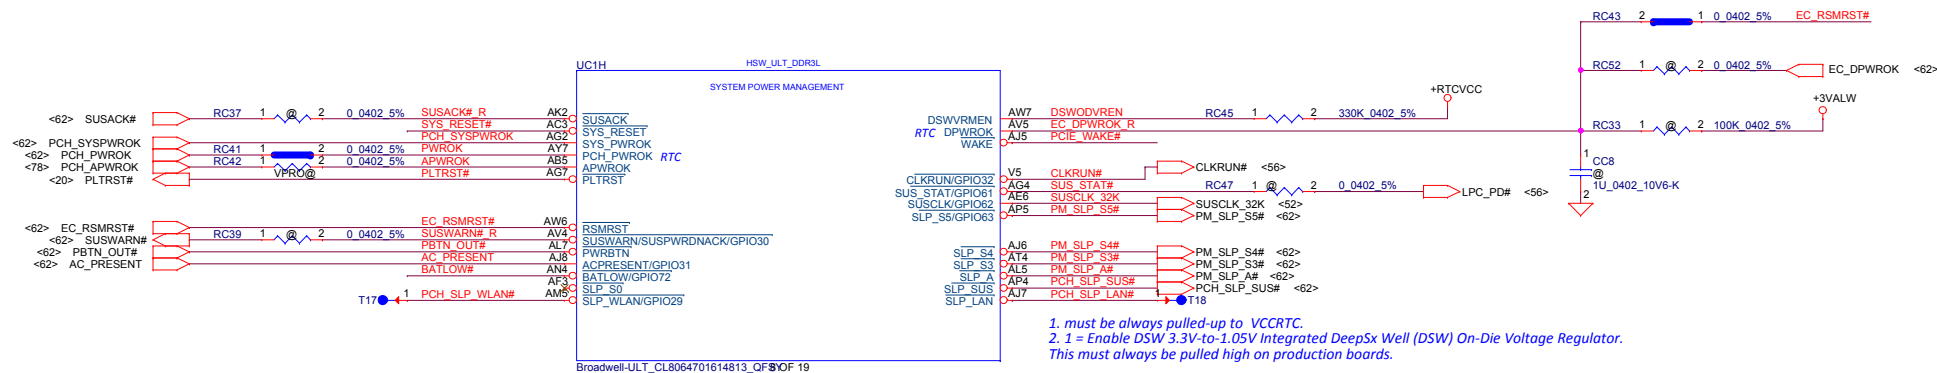 RC43 2 1 0_0402_5% EC_RSMRST#
UC1H HSW_ULT_DDR3L
RC52 1 @ 2 0_0402_5% EC_DPWROK <62>
SYSTEM POWER MANAGEMENT
+RTCVCC
+3VALW
<62> SUSACK# RC37 1 @ 2 0_0402_5% SUSACK#_R AK2 SUSACK
DSWVRMEN AW7 DSWODVREN RC45 1 2 330K_0402_5%
SYS_RESET# AC3 SYS_RESET
RTC DPWROK AV5 EC_DPWROK_R
RC33 1 @ 2 100K_0402_5%
<62> PCH_SYSPWROK PCH_SYSPWROK AG2 SYS_PWROK
WAKE AJ5 PCIE_WAKE#
<62> PCH_PWROK RC41 1 2 0_0402_5% PWROK AY7 PCH_PWROK RTC
<78> PCH_APWROK RC42 1 VPRO@ 2 0_0402_5% APWROK AB5 APWROK
<20> PLTRST# PLTRST# AG7 PLTRST
CLKRUN/GPIO32 V5 CLKRUN# CLKRUN# <56>
SUS_STAT/GPIO61 AG4 SUS_STAT# RC47 1 @ 2 0_0402_5% LPC_PD# <56>
SUSCLK/GPIO62 AE6 SUSCLK_32K SUSCLK_32K <52>
SLP_S5/GPIO63 AP5 PM_SLP_S5# PM_SLP_S5# <62>
1
CC8
@
1U_0402_10V6-K
2
<62> EC_RSMRST# EC_RSMRST# AW6 RSMRST
<62> SUSWARN# RC39 1 @ 2 0_0402_5% SUSWARN#_R AV4 SUSWARN/SUSPWRDNACK/GPIO30
<62> PBTN_OUT# PBTN_OUT# AL7 PWRBTN
<62> AC_PRESENT AC_PRESENT AJ8 ACPRESENT/GPIO31
BATLOW# AN4 BATLOW/GPIO72
AF3 SLP_S0
T17 1 PCH_SLP_WLAN# AM5 SLP_WLAN/GPIO29
SLP_S4 AJ6 PM_SLP_S4# PM_SLP_S4# <62>
SLP_S3 AT4 PM_SLP_S3# PM_SLP_S3# <62>
SLP_A AL5 PM_SLP_A# PM_SLP_A# <62>
SLP_SUS AP4 PCH_SLP_SUS# PCH_SLP_SUS# <62>
SLP_LAN AJ7 PCH_SLP_LAN# 1 T18
1. must be always pulled-up to VCCRTC.
2. 1 = Enable DSW 3.3V-to-1.05V Integrated DeepSx Well (DSW) On-Die Voltage Regulator.
This must always be pulled high on production boards.
Broadwell-ULT_CL8064701614813_QFSY 8 OF 19